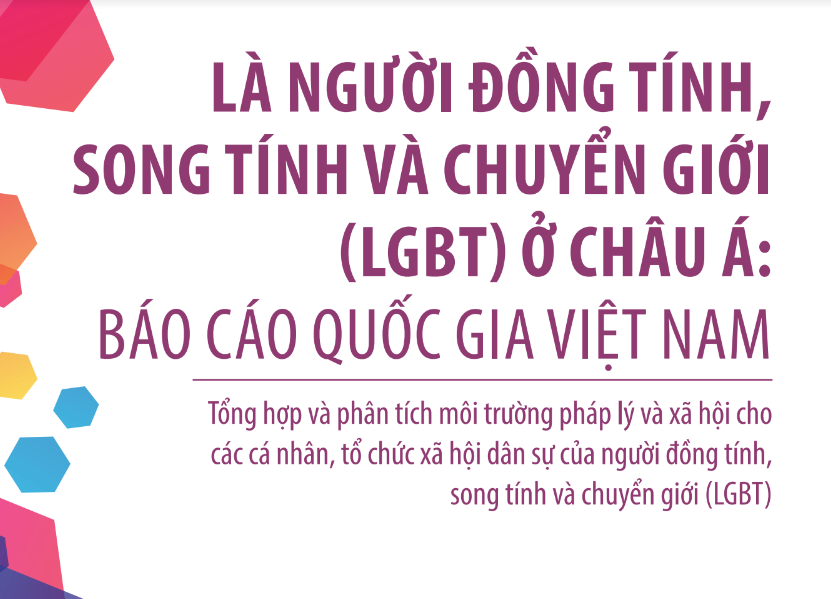 LÀ NGƯỜI ĐỒNG TÍNH,
SONG TÍNH VÀ CHUYỂN GIỚI
(LGBT) Ở CHÂU Á:
BÁO CÁO QUỐC GIA VIỆT NAM
Tổng hợp và phân tích môi trường pháp lý và xã hội cho
các cá nhân, tổ chức xã hội dân sự của người đồng tính,
song tính và chuyển giới (LGBT)